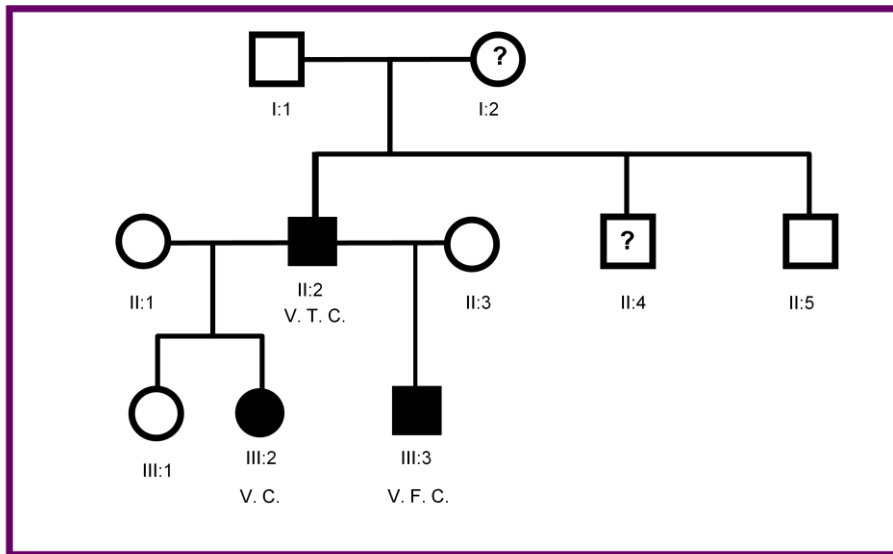 ?
I:1 I:2
?
II:1 II:2 II:3 II:4 II:5
V. T. C.
III:1 III:2 III:3
V. C. V. F. C.